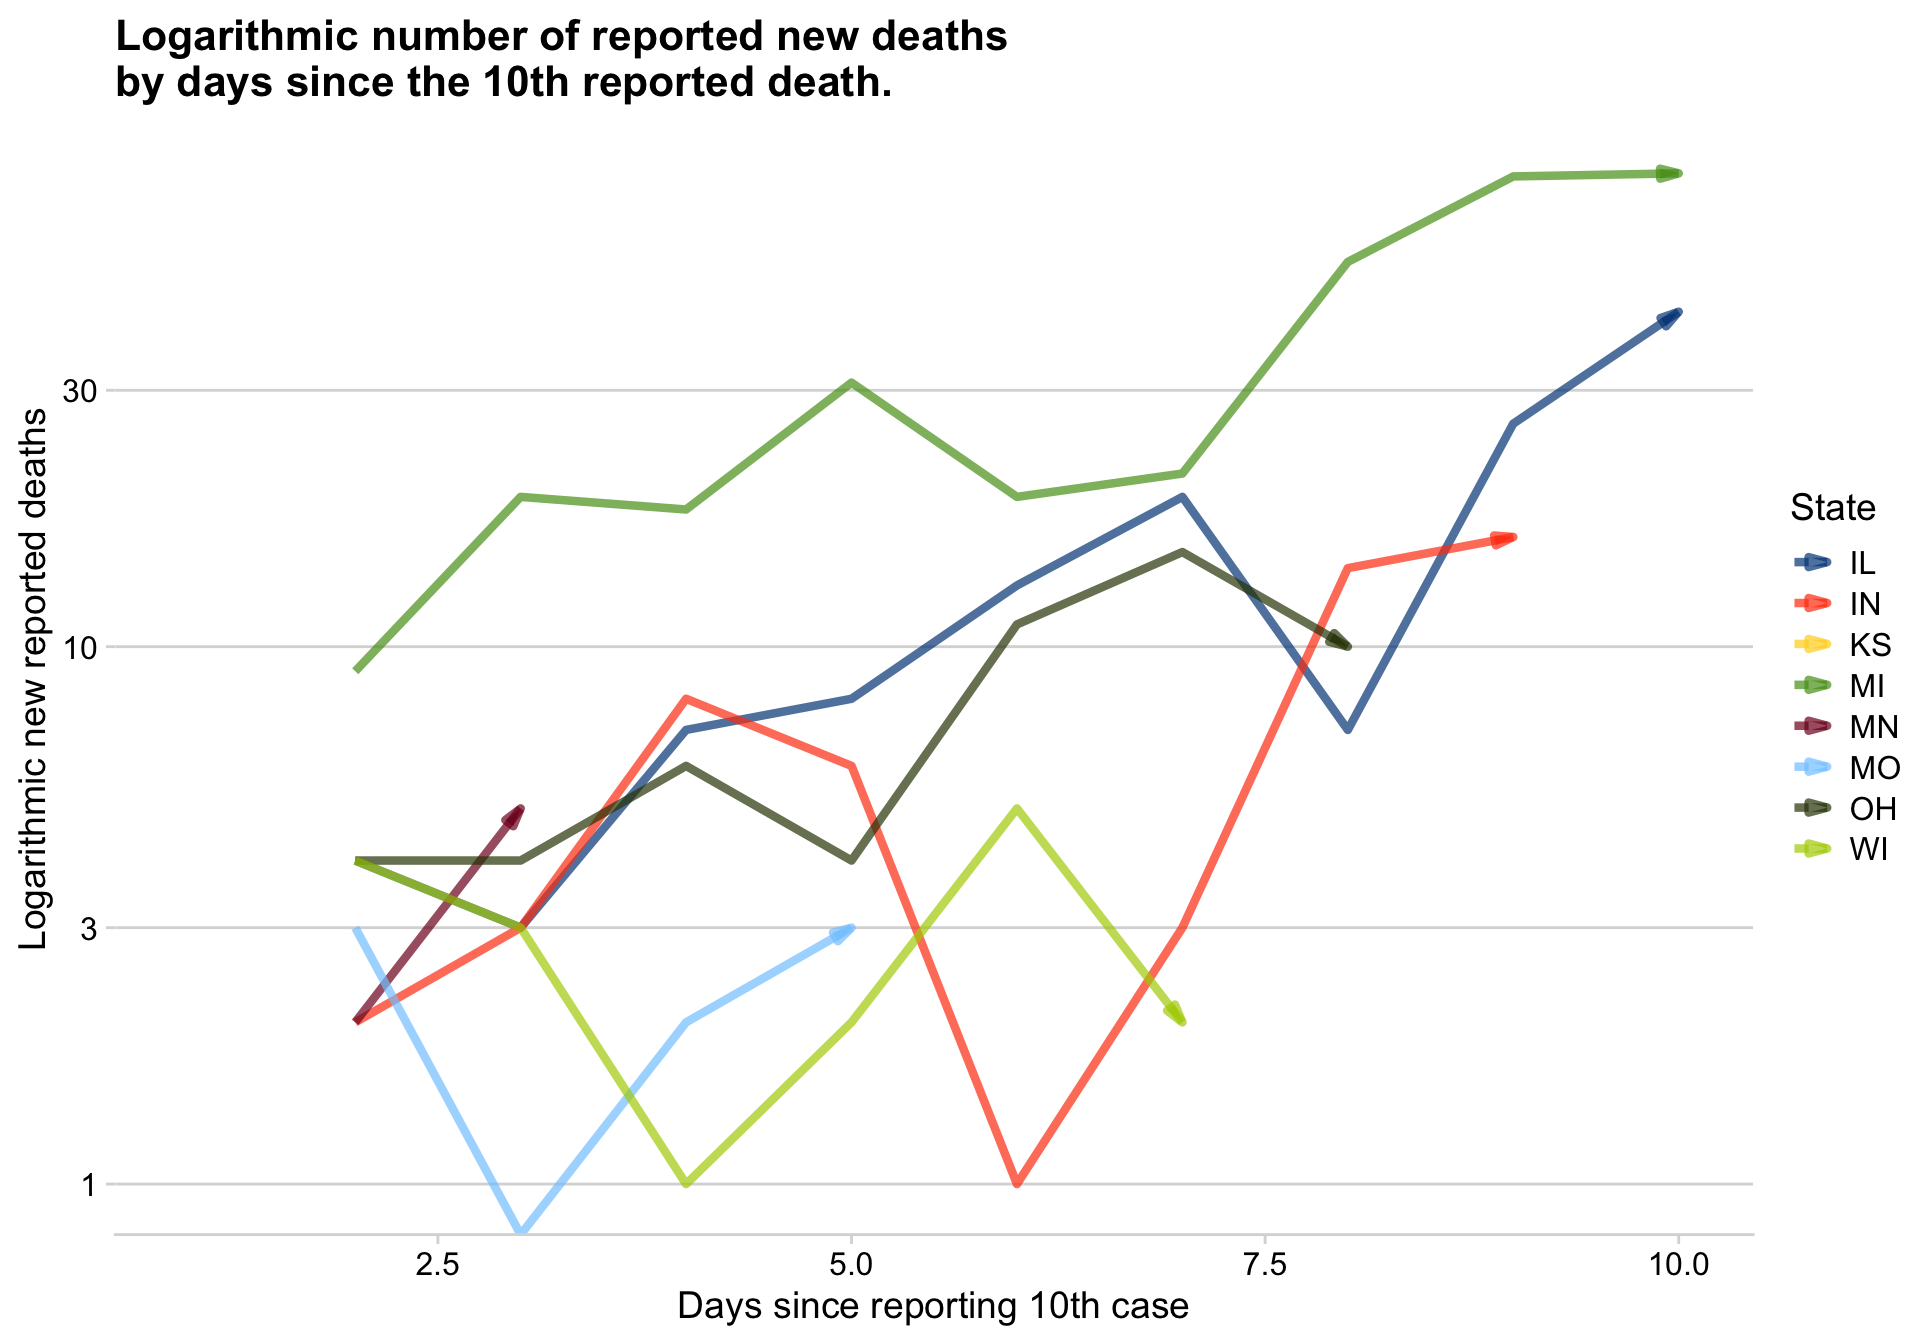 Logarithmic number of reported new deaths
by days since the 10th reported death.
Logarithmic new reported deaths
30
10
3
1
2.5
5.0
7.5
10.0
Days since reporting 10th case
State
IL
IN
KS
MI
MN
MO
OH
WI